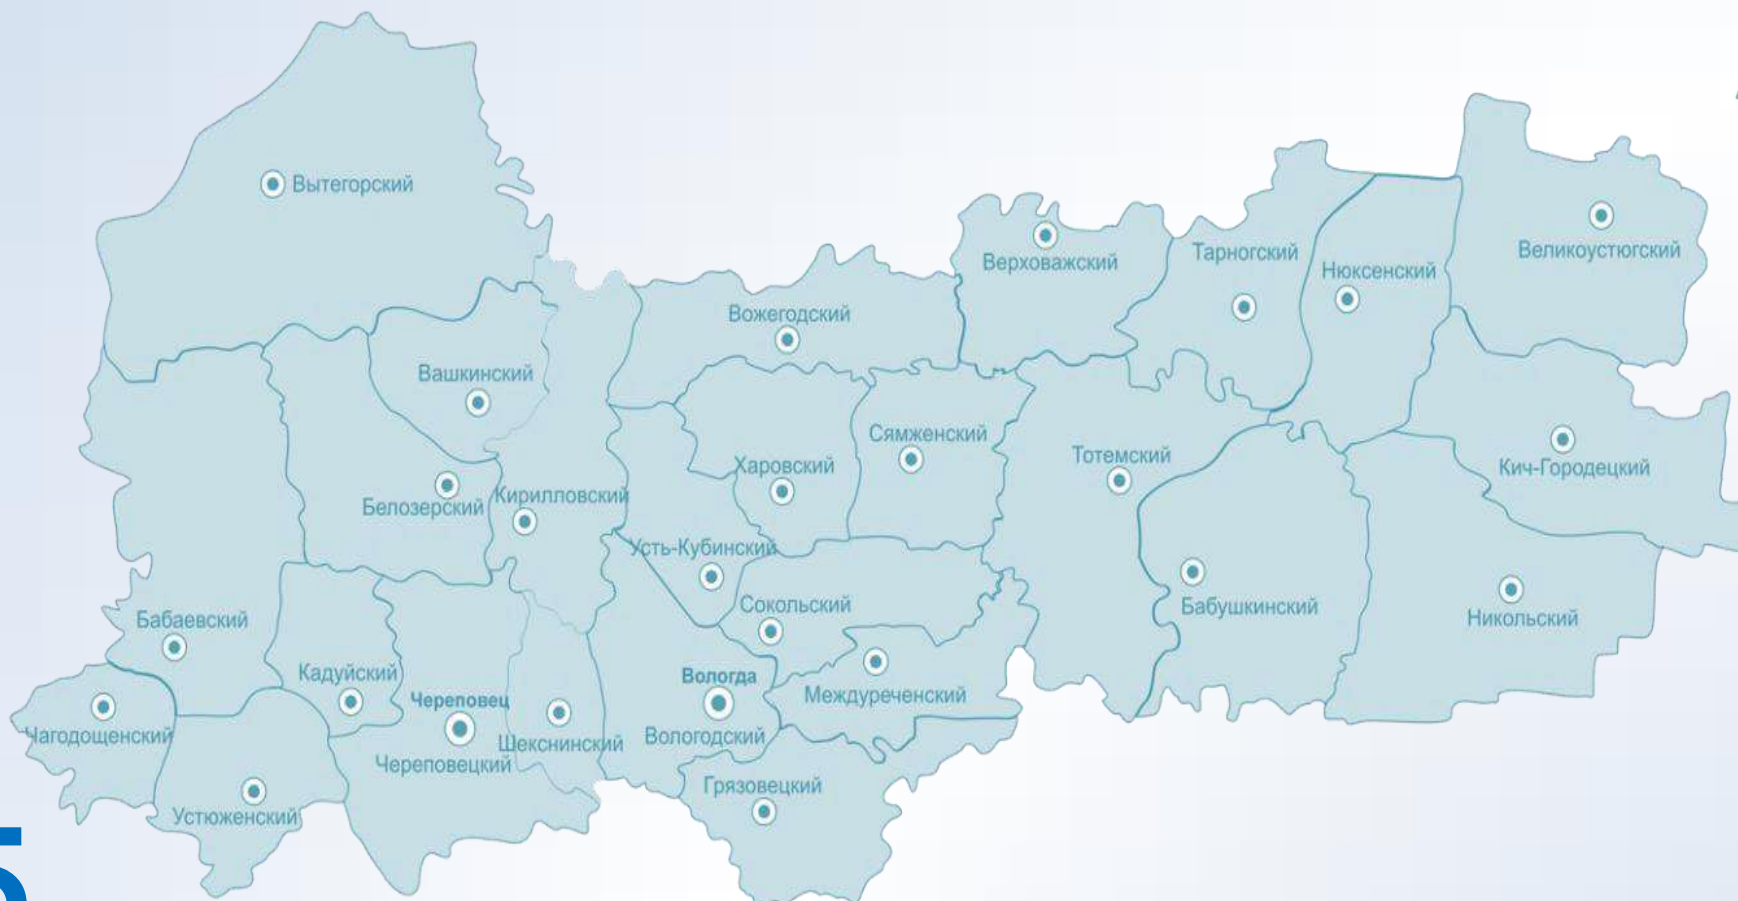 Вытегорский
Верховажский
Тарногский
Нюксенский
Великоустюгский
Вожегодский
Вашкинский
Сямженский
Харовский
Тотемский
Кич-Городецкий
Белозерский
Кирилловский
Усть-Кубинский
Сокольский
Бабушкинский
Никольский
Бабаевский
Кадуйский
Череповец
Вологда
Междуреченский
Чагодощенский
Шекснинский
Вологодский
Череповецкий
Грязовецкий
Устюженский
5